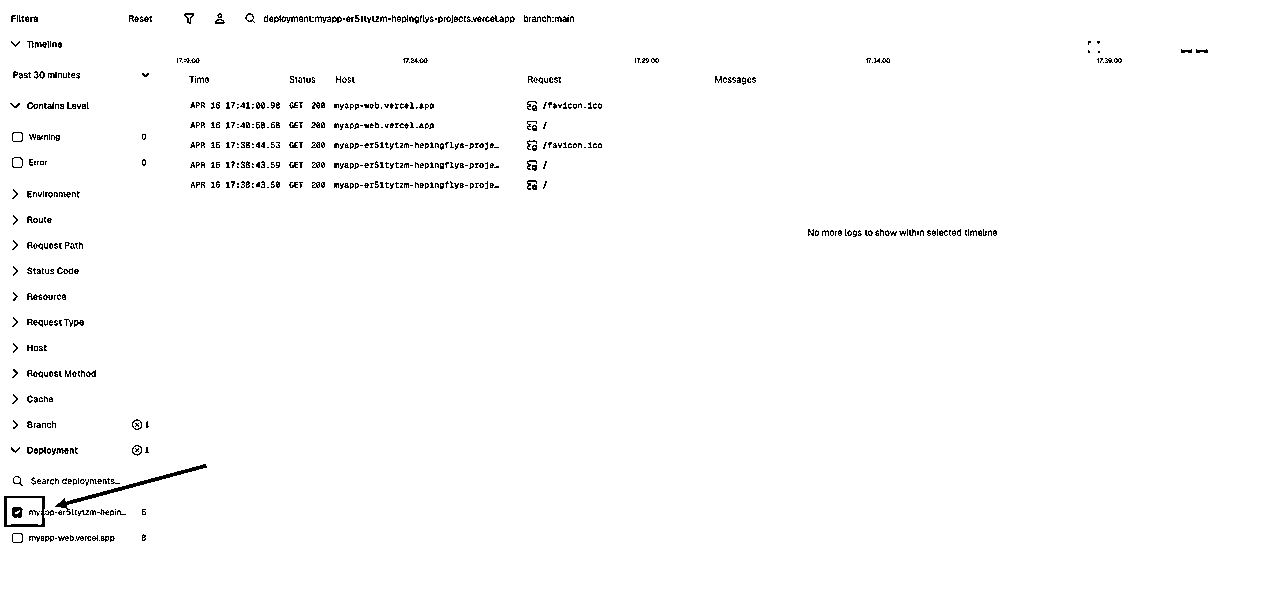 Filters Reset deployment:myapp-er51tytzm-hepingflys-projects.vercel.app branch:main
Timeline
17:19:00 17:24:00 17:29:00 17:34:00 17:39:00
Past 30 minutes
Time Status Host Request Messages
Contains Level
APR 16 17:41:00.98 GET 200 myapp-web.vercel.app /favicon.ico
APR 16 17:40:58.68 GET 200 myapp-web.vercel.app /
APR 16 17:38:44.53 GET 200 myapp-er51tytzm-hepingflys-proje… /favicon.ico
APR 16 17:38:43.59 GET 200 myapp-er51tytzm-hepingflys-proje… /
APR 16 17:38:43.50 GET 200 myapp-er51tytzm-hepingflys-proje… /
No more logs to show within selected timeline
Warning 0
Error 0
Environment
Route
Request Path
Status Code
Resource
Request Type
Host
Request Method
Cache
Branch 1
Deployment 1
Search deployments…
myapp-er51tytzm-hepin…
myapp-web.vercel.app